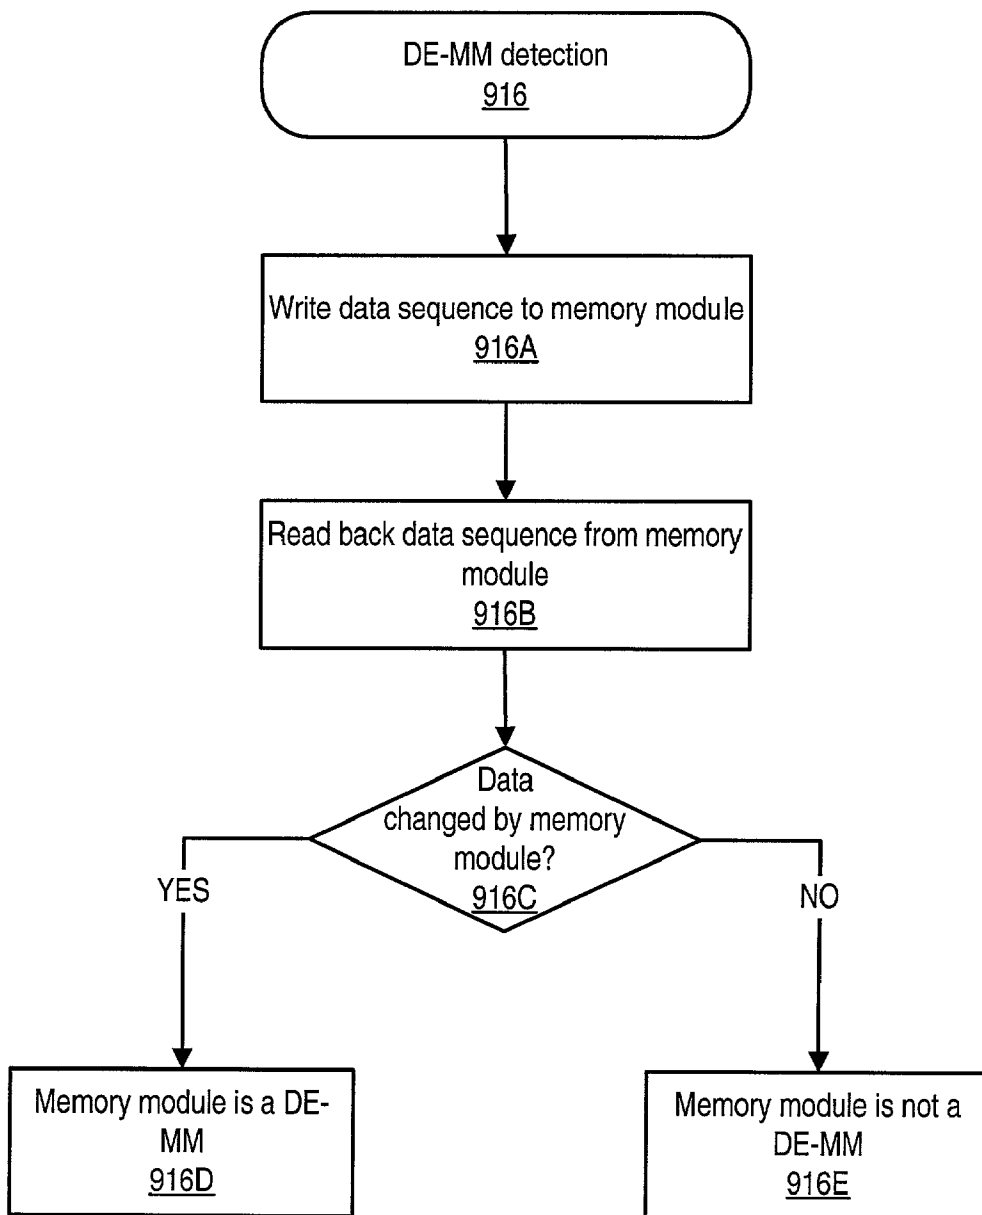 DE-MM detection
916
Write data sequence to memory module
916A
Read back data sequence from memory
module
916B
Data
changed by memory
module?
916C
YES
NO
Memory module is a DE-
MM
916D
Memory module is not a
DE-MM
916E